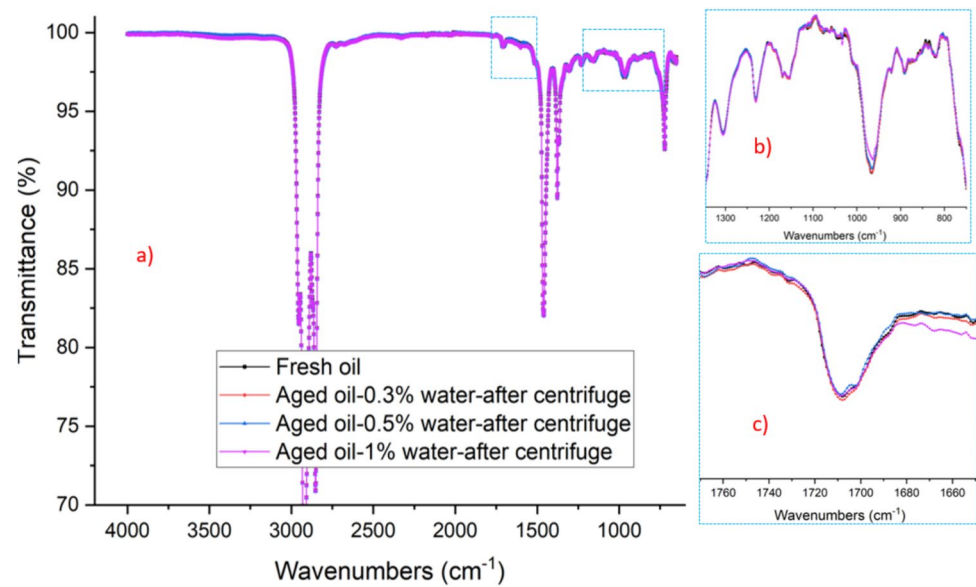 100
95
90
85
80
75
70
Transmittance (%)
a)
Fresh oil
Aged oil-0.3% water-after centrifuge
Aged oil-0.5% water-after centrifuge
Aged oil-1% water-after centrifuge
4000 3500 3000 2500 2000 1500 1000
Wavenumbers (cm⁻¹)
b)
1300 1200 1100 1000 900 800
Wavenumbers (cm⁻¹)
c)
1760 1740 1720 1700 1680 1660
Wavenumbers (cm⁻¹)